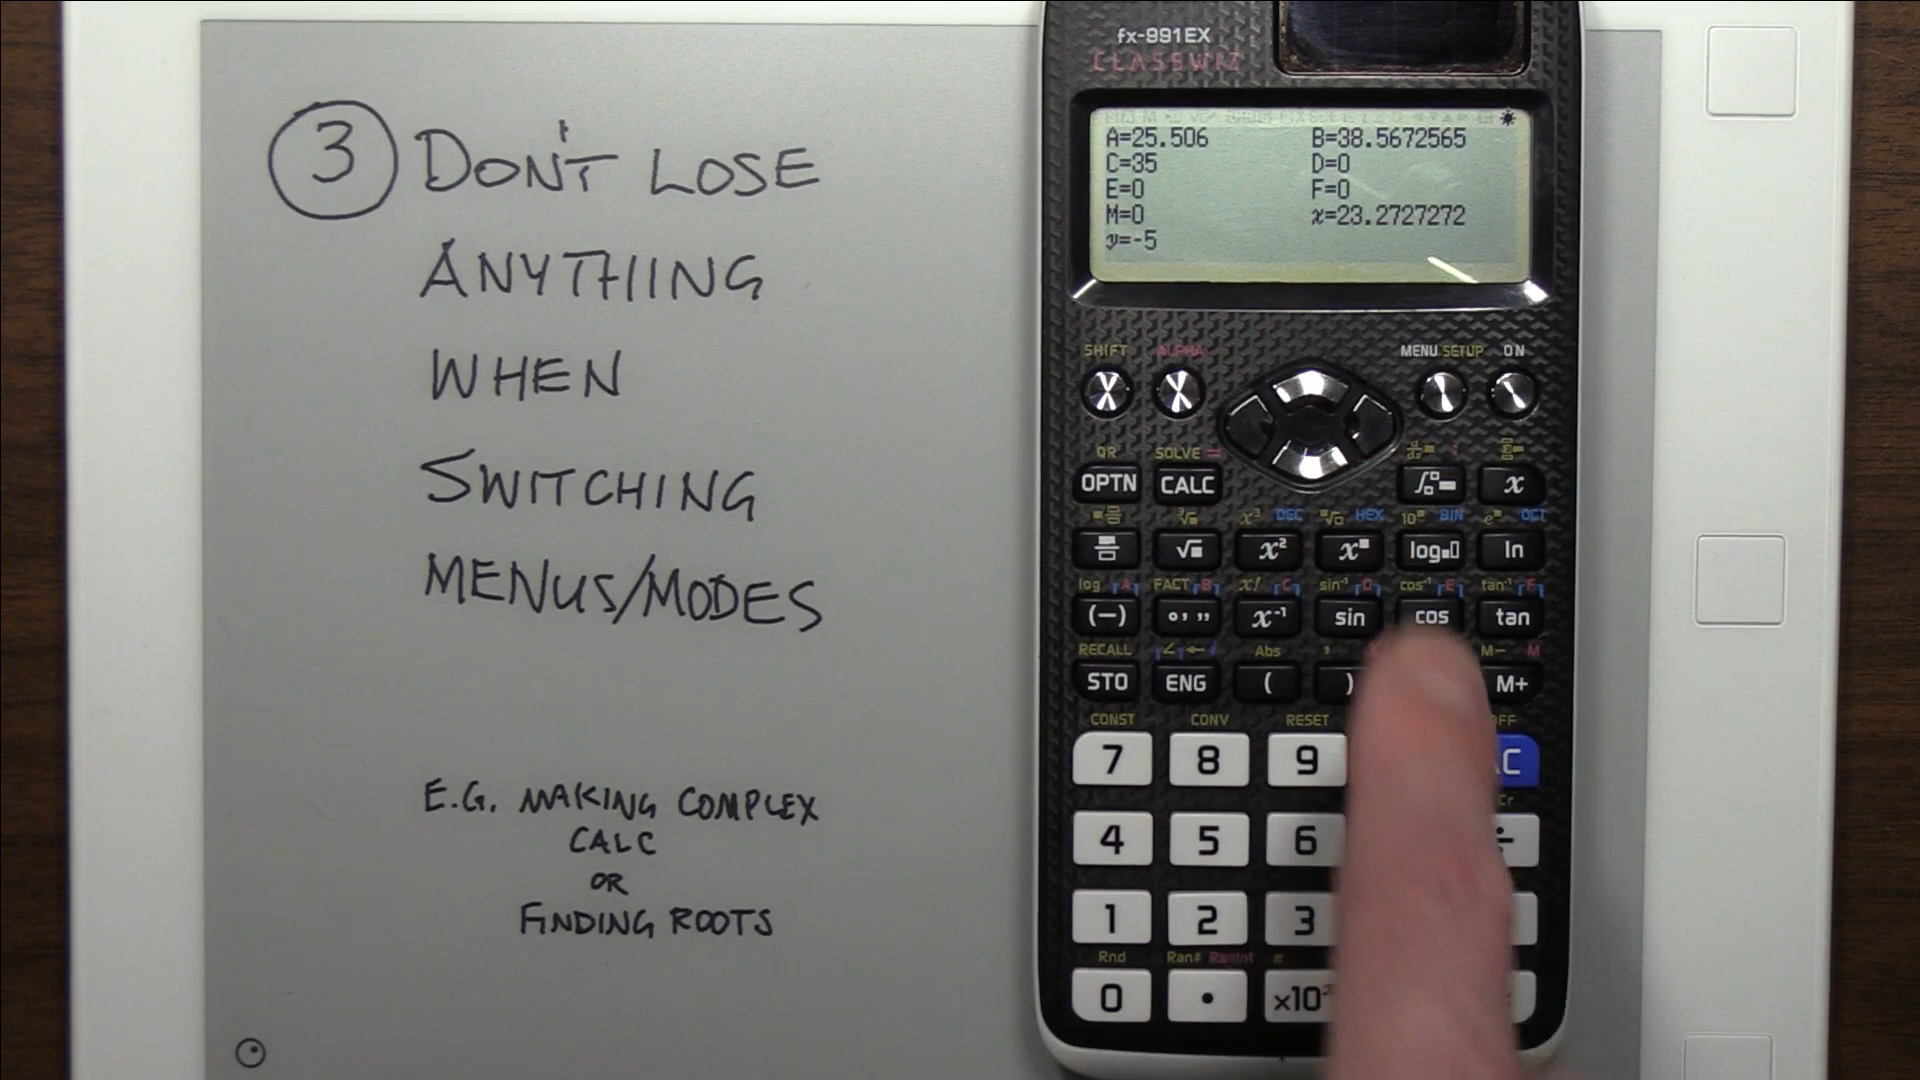 3 DON'T LOSE
ANYTHING
WHEN
SWITCHING
MENUS/MODES
E.G. MAKING COMPLEX
CALC
OR
FINDING ROOTS
fx-991EX
CLASSWIZ
A=25.506 B=38.5672565
C=35 D=0
E=0 F=0
M=0 x=23.2727272
y=-5
SHIFT ALPHA MENU SETUP ON
QR SOLVE =
OPTN CALC x
x³ DEC HEX 10■ BIN e■ OCT
√■ x² x■ log■□ ln
log A FACT B x! C sin⁻¹ D cos⁻¹ E tan⁻¹ F
(−) ° ’ ” x⁻¹ sin cos tan
RECALL ∠ ← Abs , M− M
STO ENG ( ) M+
CONST CONV RESET OFF
7 8 9 AC
4 5 6 ÷
1 2 3
Rnd Ran# RanInt π
0 • ×10ˣ